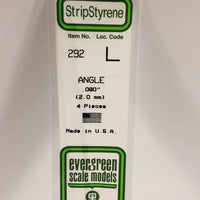 StripStyrene
Item No. Loc. Code
292 L
ANGLE
.080"
(2.0 mm)
4 Pieces
Made in U.S.A.
evergreen
scale models